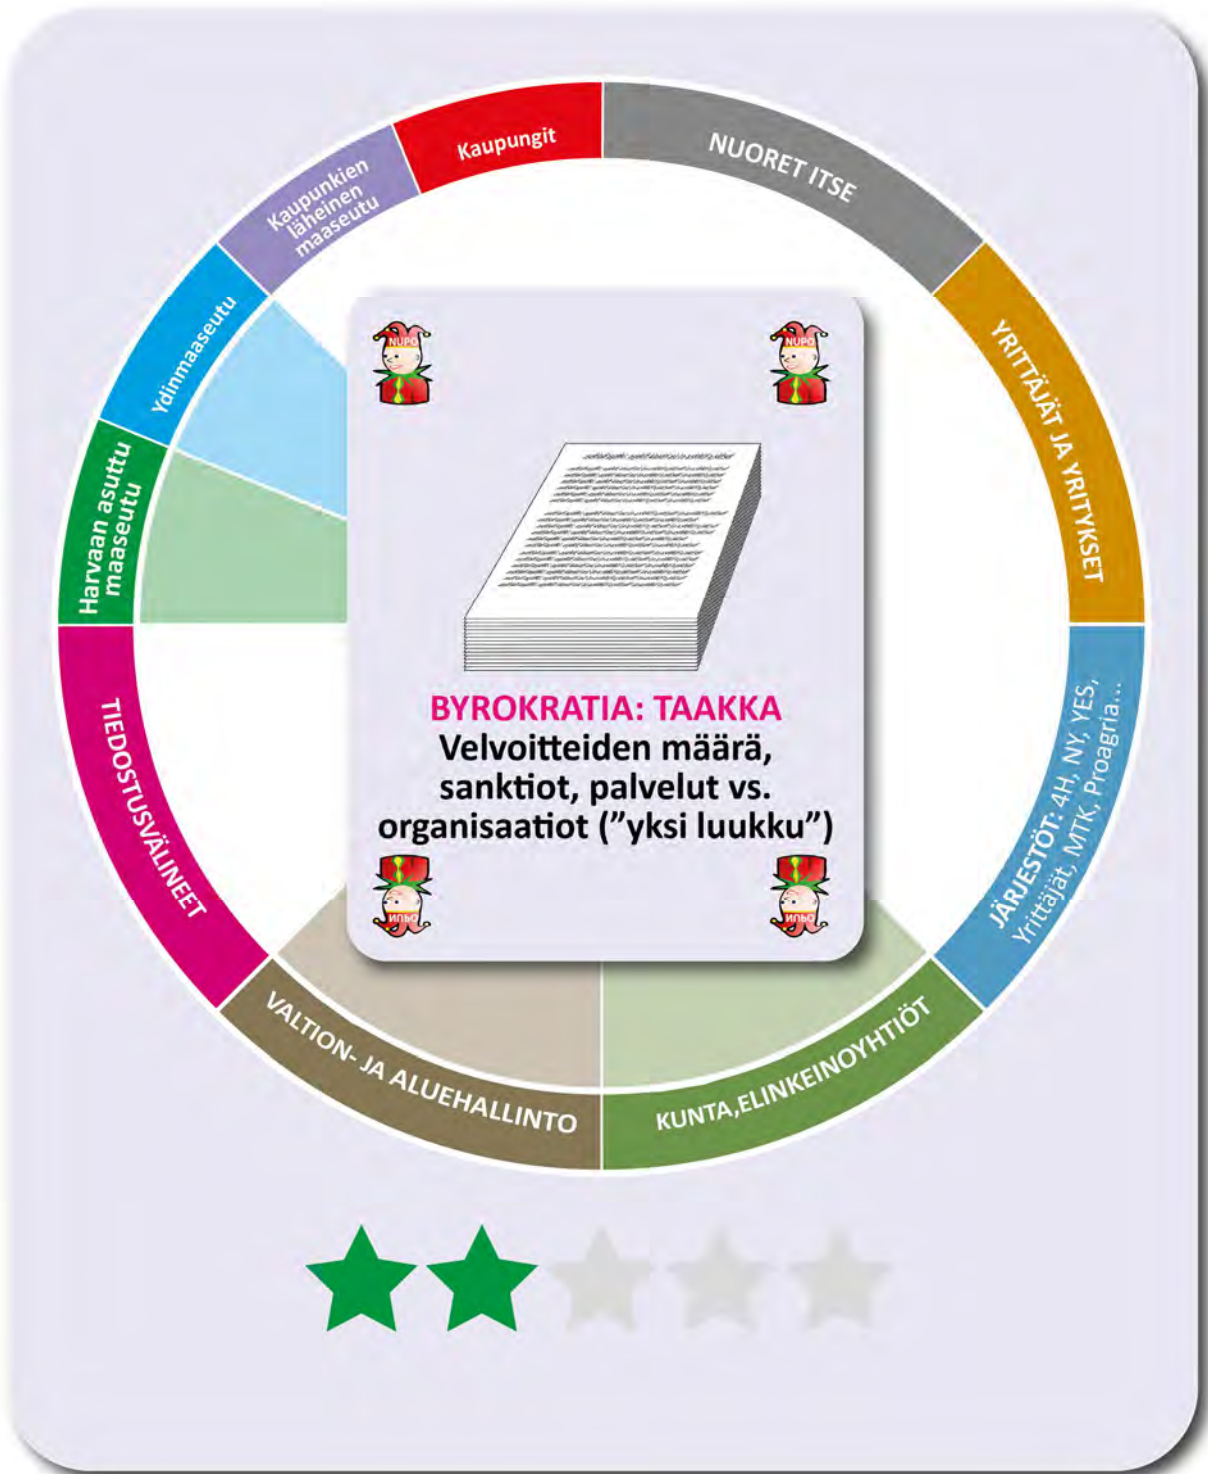 Kaupungit
NUORET ITSE
Kaupunkien
läheinen
maaseutu
Ydinmaaseutu
YRITTÄJÄT JA YRITYKSET
Harvaan asuttu
maaseutu
NUPO
NUPO
BYROKRATIA: TAAKKA
Velvoitteiden määrä,
sanktiot, palvelut vs.
organisaatiot (”yksi luukku”)
NUPO
NUPO
TIEDOSTUSVÄLINEET
JÄRJESTÖT: 4H, NY, YES,
Yrittäjät, MTK, Proagria...
VALTION- JA ALUEHALLINTO
KUNTA,ELINKEINOYHTIÖT